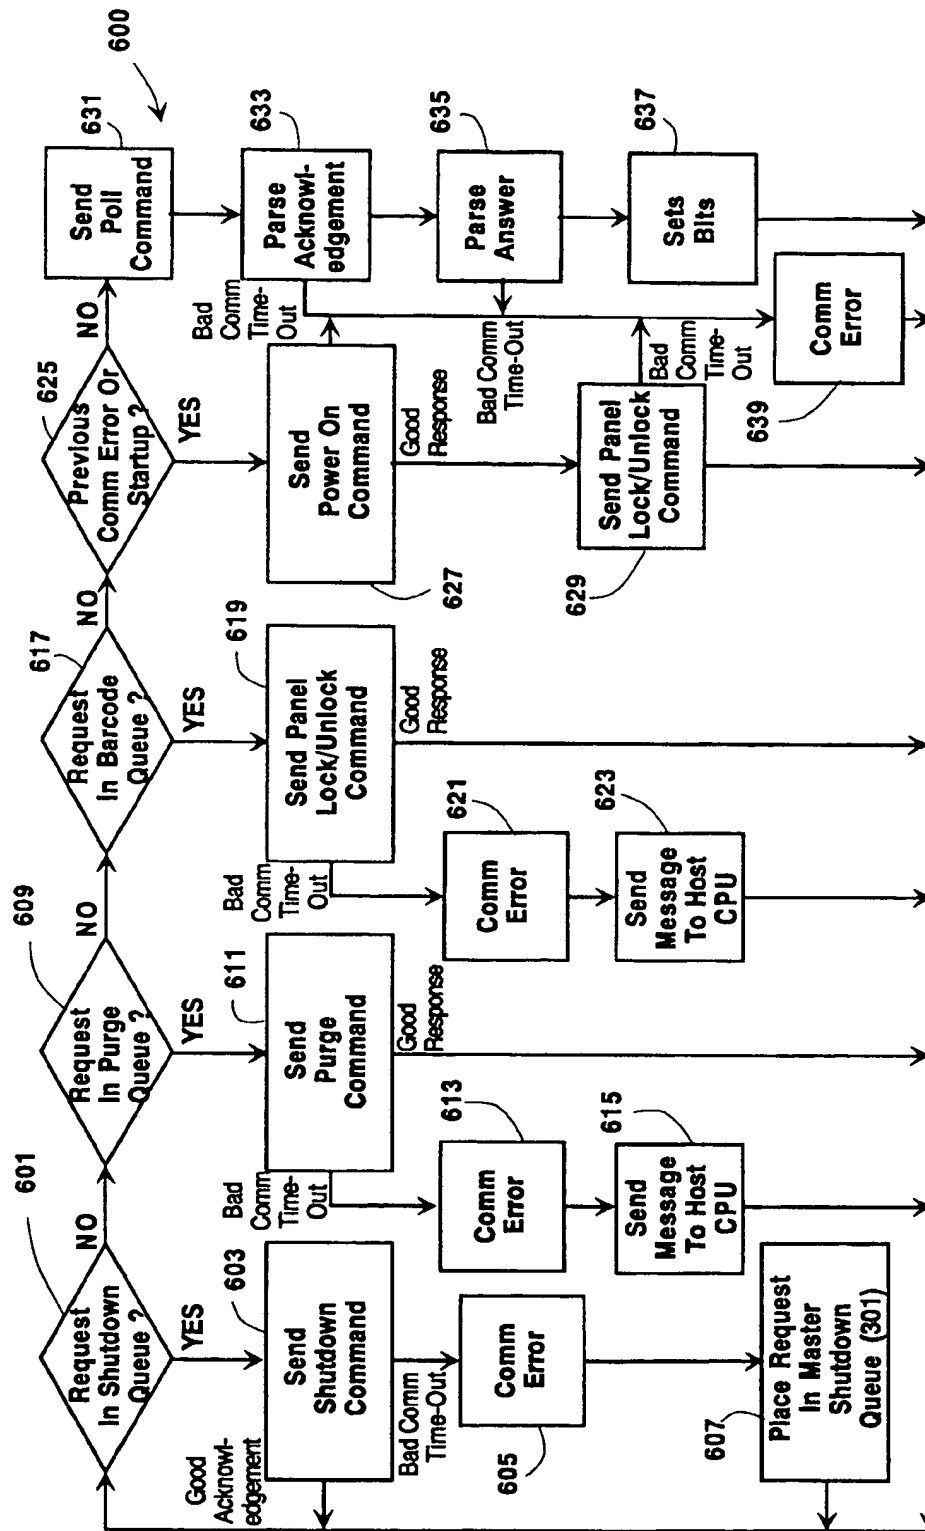 600
601
Request
In Shutdown
Queue ?
NO
YES
603
Send
Shutdown
Command
Good
Acknowl-
edgement
Bad Comm
Time-Out
605
Comm
Error
607
Place Request
In Master
Shutdown
Queue (301)
609
Request
In Purge
Queue ?
NO
YES
611
Send
Purge
Command
Bad
Comm
Time-
Out
Good
Response
613
Comm
Error
615
Send
Message
To Host
CPU
617
Request
In Barcode
Queue ?
NO
YES
619
Send Panel
Lock/Unlock
Command
Bad
Comm
Time-
Out
Good
Response
621
Comm
Error
623
Send
Message
To Host
CPU
625
Previous
Comm Error Or
Startup ?
NO
YES
627
Send
Power On
Command
Good
Response
629
Send Panel
Lock/Unlock
Command
Bad
Comm
Time-
Out
631
Send
Poll
Command
633
Parse
Acknowl-
edgement
Bad
Comm
Time-
Out
635
Parse
Answer
Bad Comm
Time-Out
637
Sets
Bits
639
Comm
Error